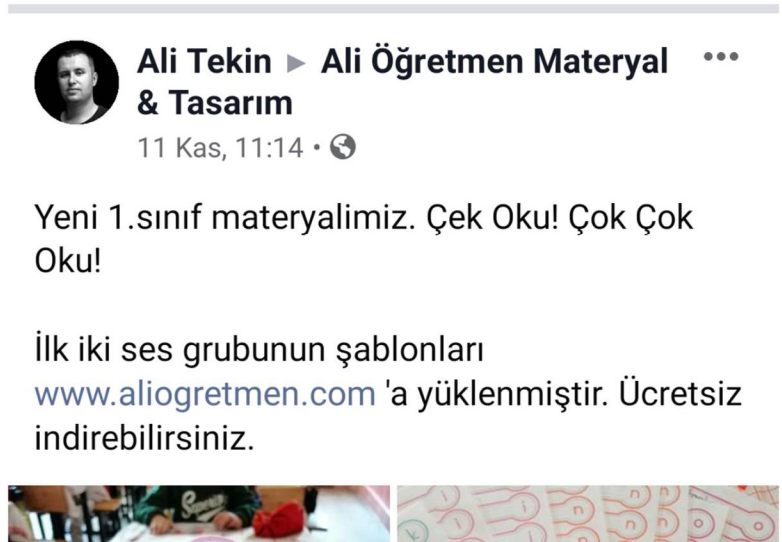 Ali Tekin ▸ Ali Öğretmen Materyal
& Tasarım
11 Kas, 11:14 •
Yeni 1.sınıf materyalimiz. Çek Oku! Çok Çok
Oku!
İlk iki ses grubunun şablonları
www.aliogretmen.com 'a yüklenmiştir. Ücretsiz
indirebilirsiniz.